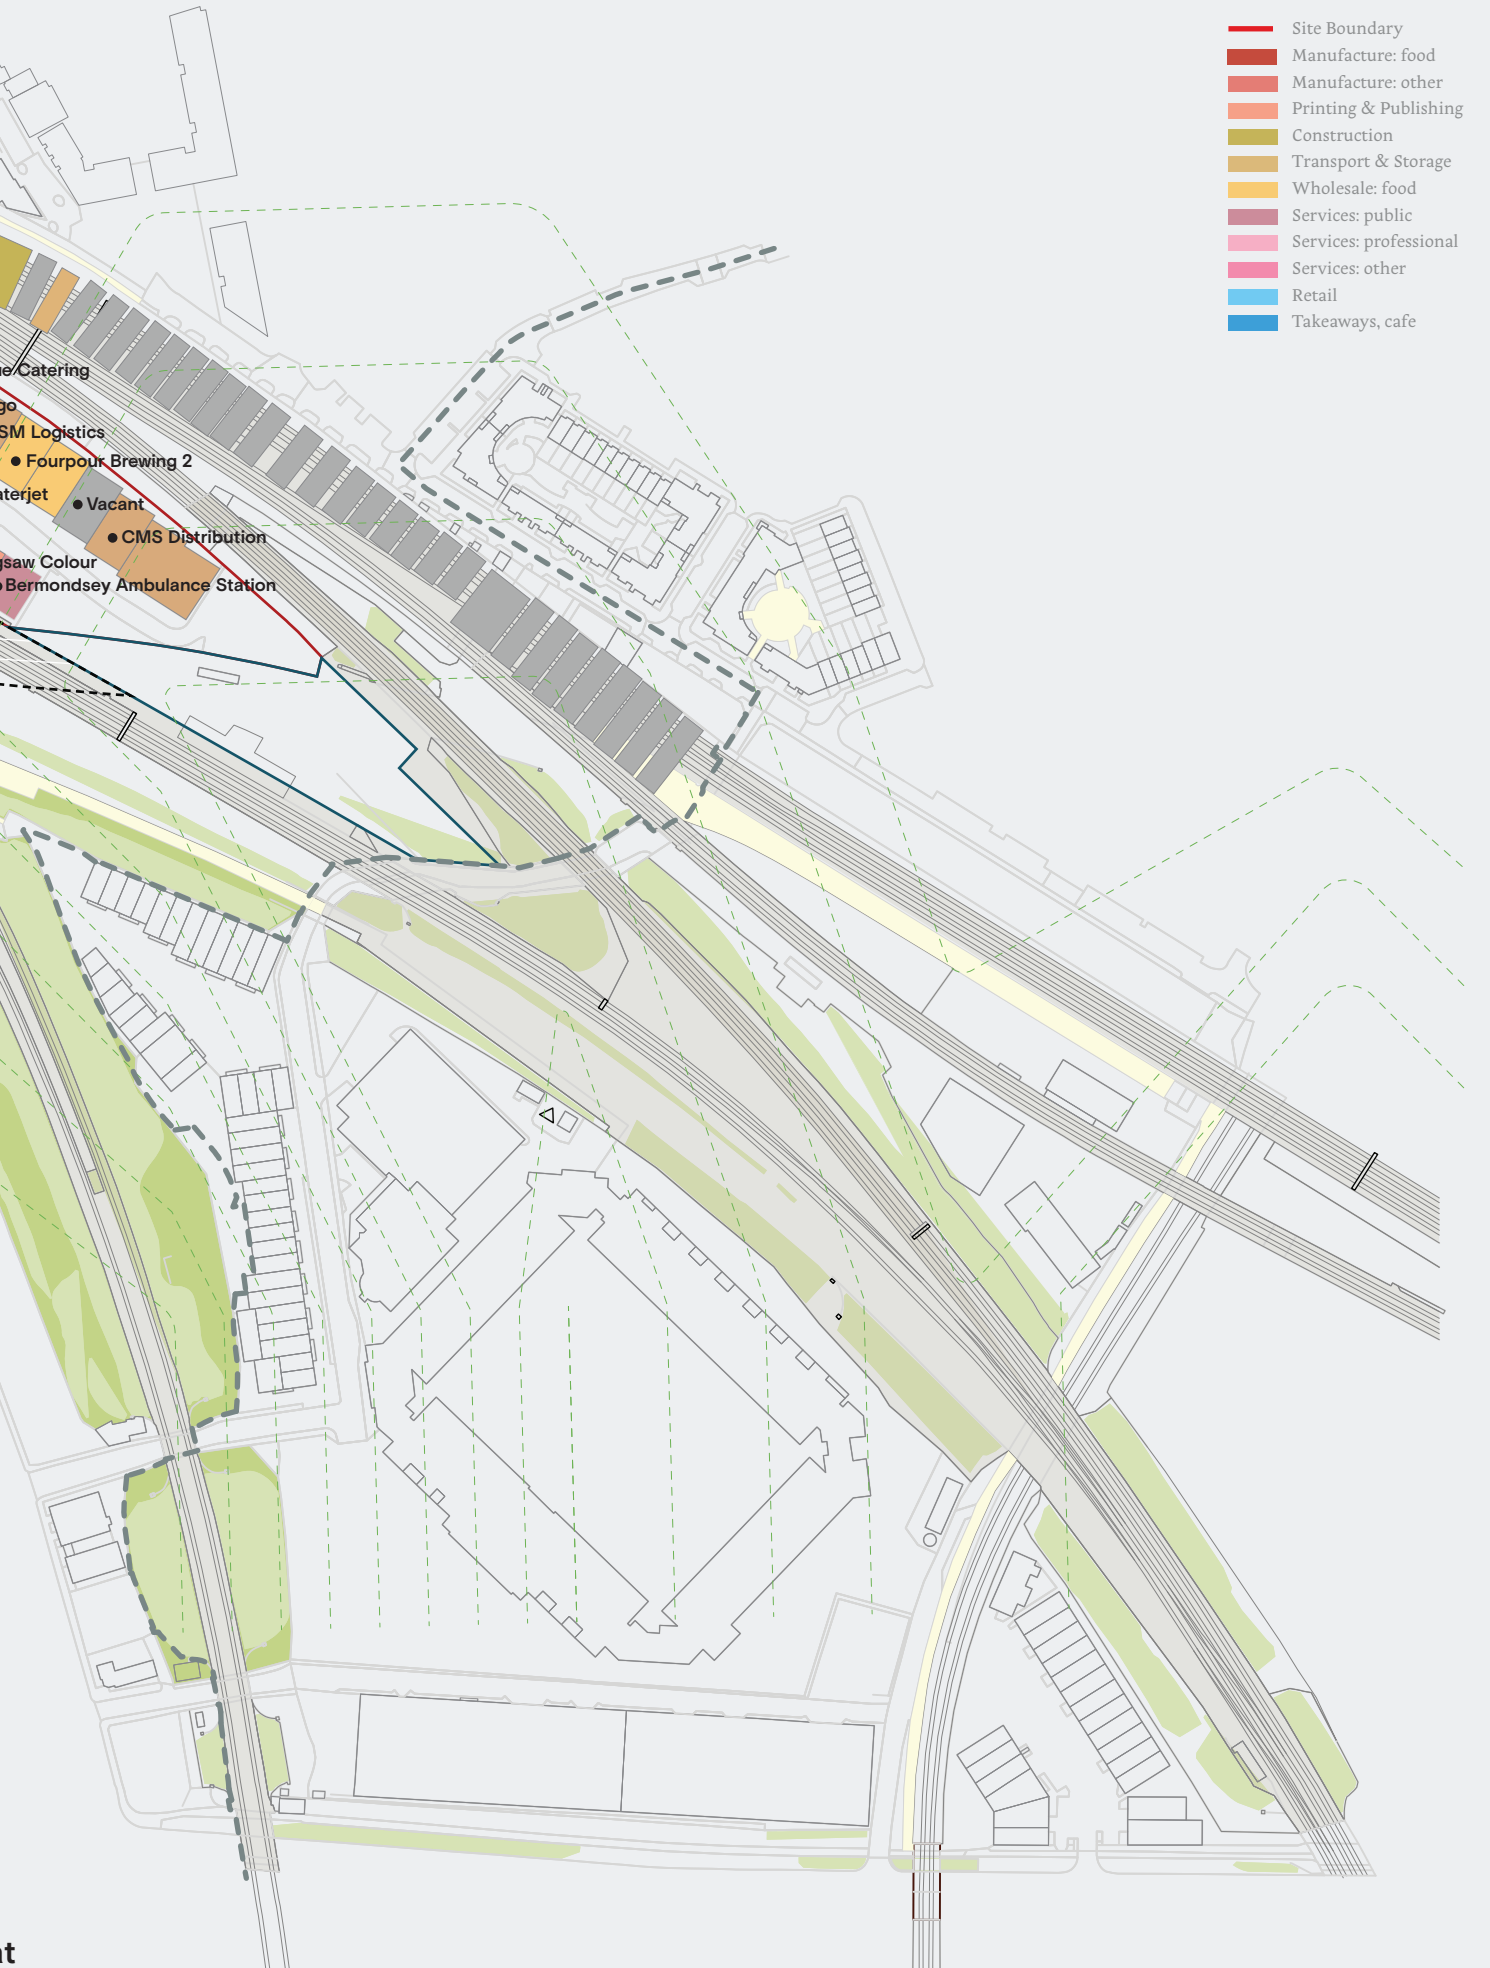 Site Boundary
Manufacture: food
Manufacture: other
Printing & Publishing
Construction
Transport & Storage
Wholesale: food
Services: public
Services: professional
Services: other
Retail
Takeaways, cafe
Catering
SM Logistics
Fourpour Brewing 2
Vacant
CMS Distribution
Colour
Bermondsey Ambulance Station